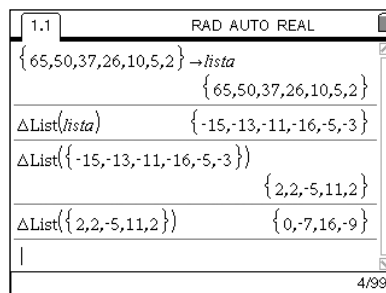 1.1 RAD AUTO REAL
{65,50,37,26,10,5,2}→lista
{65,50,37,26,10,5,2}
ΔList(lista) {-15,-13,-11,-16,-5,-3}
ΔList({-15,-13,-11,-16,-5,-3})
{2,2,-5,11,2}
ΔList({2,2,-5,11,2}) {0,-7,16,-9}
4/99